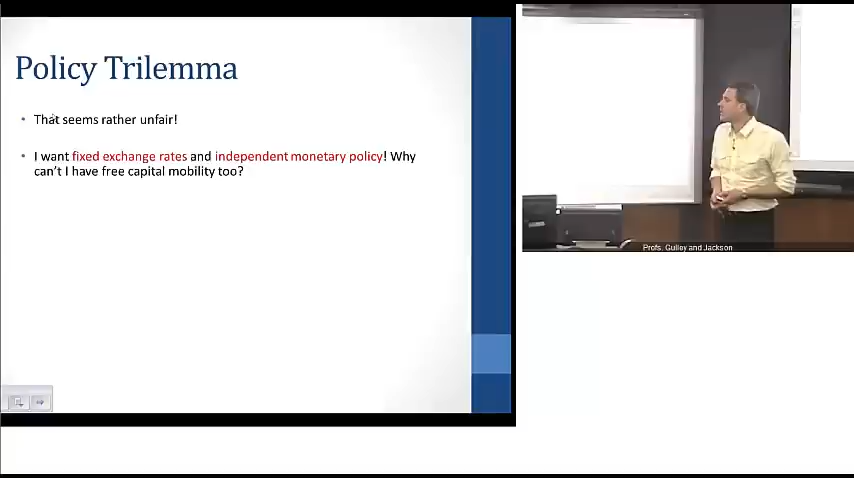 Policy Trilemma
• That seems rather unfair!
• I want fixed exchange rates and independent monetary policy! Why
can't I have free capital mobility too?
Profs. Gulley and Jackson